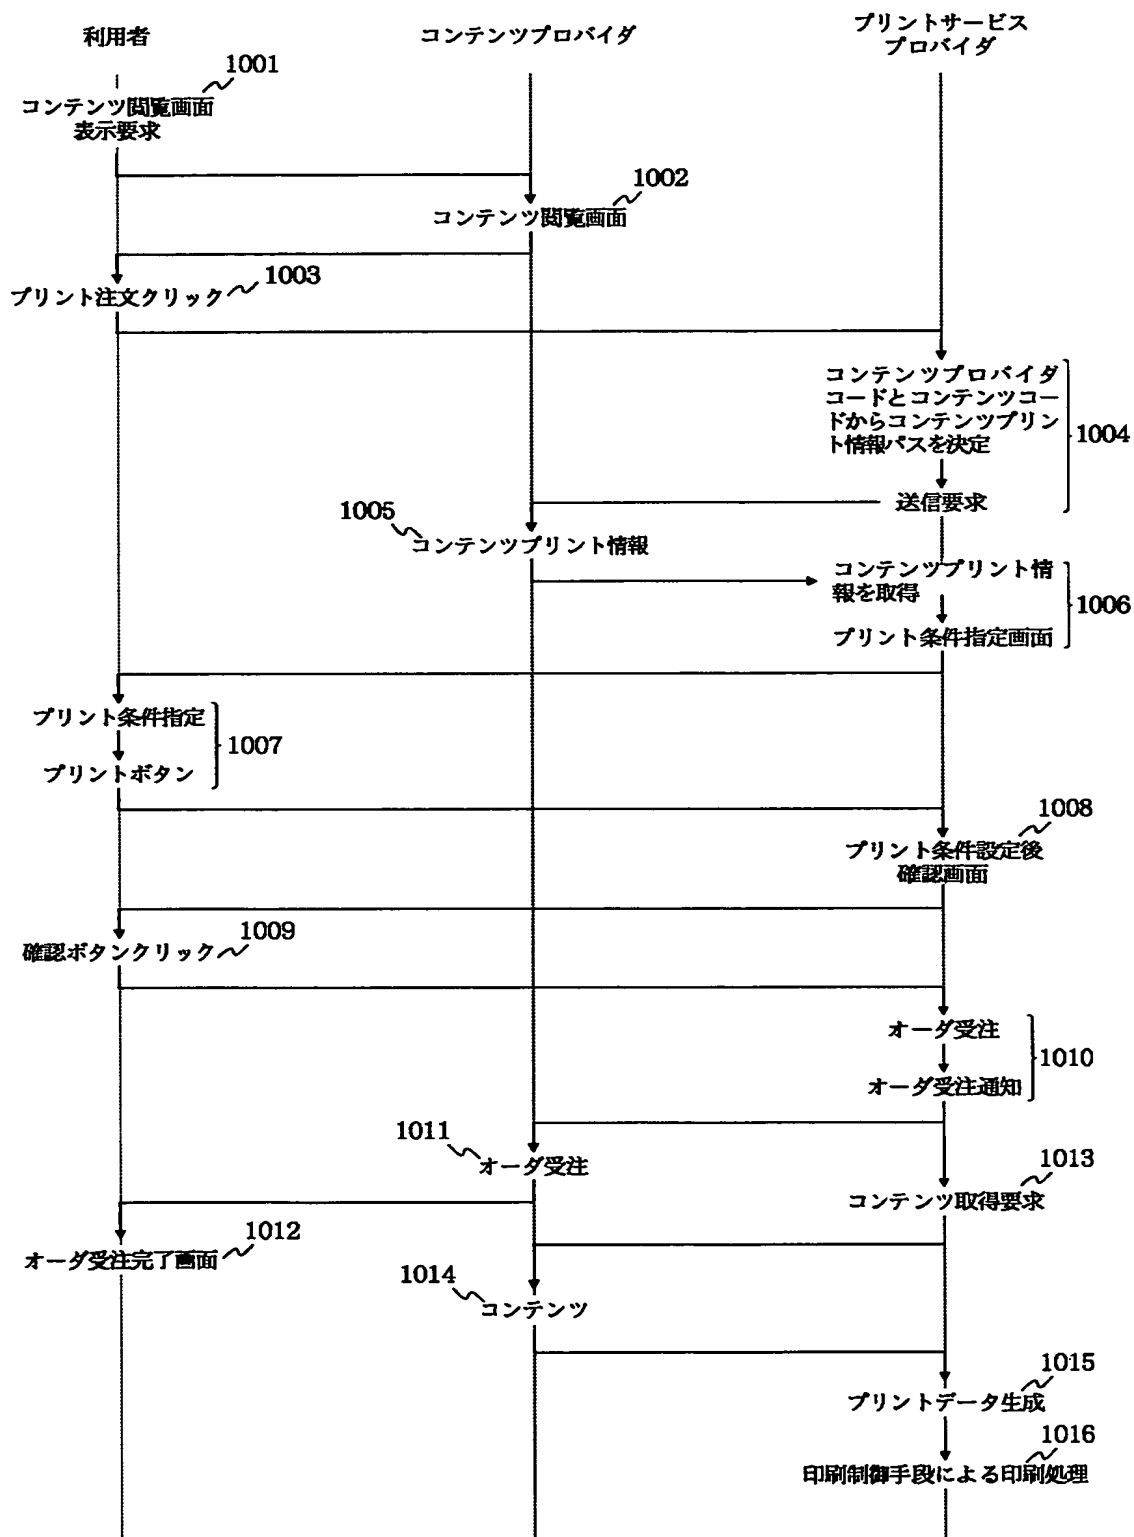 利用者
コンテンツプロバイダ
プリントサービス
プロバイダ
1001
コンテンツ閲覧画面
表示要求
1002
コンテンツ閲覧画面
1003
プリント注文クリック
コンテンツプロバイダ
コードとコンテンツコー
ドからコンテンツプリン
ト情報パスを決定
1004
送信要求
1005
コンテンツプリント情報
コンテンツプリント情
報を取得
1006
プリント条件指定画面
プリント条件指定
1007
プリントボタン
1008
プリント条件設定後
確認画面
1009
確認ボタンクリック
オーダ受注
1010
オーダ受注通知
1011
オーダ受注
1013
コンテンツ取得要求
1012
オーダ受注完了画面
1014
コンテンツ
1015
プリントデータ生成
1016
印刷制御手段による印刷処理